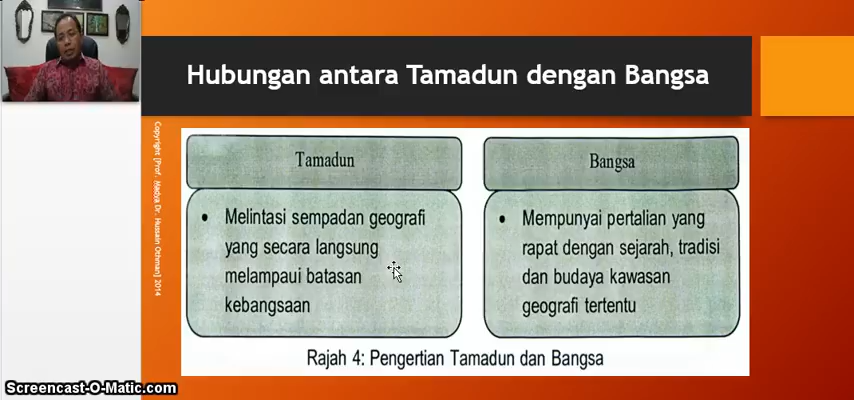 Hubungan antara Tamadun dengan Bangsa
Copyright [Prof. Madya Dr. Hussain Othman] 2014
Tamadun
• Melintasi sempadan geografi
yang secara langsung
melampaui batasan
kebangsaan
Bangsa
• Mempunyai pertalian yang
rapat dengan sejarah, tradisi
dan budaya kawasan
geografi tertentu
Rajah 4: Pengertian Tamadun dan Bangsa
Screencast-O-Matic.com